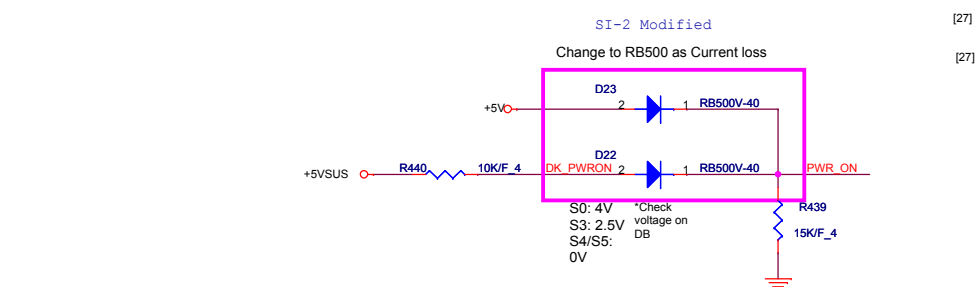 SI-2 Modified
[27]
Change to RB500 as Current loss
[27]
D23
+5V
2
1
RB500V-40
D22
+5VSUS
R440
10K/F_4
DK_PWRON
2
1
RB500V-40
PWR_ON
S0: 4V
S3: 2.5V
S4/S5:
0V
*Check
voltage on
DB
R439
15K/F_4